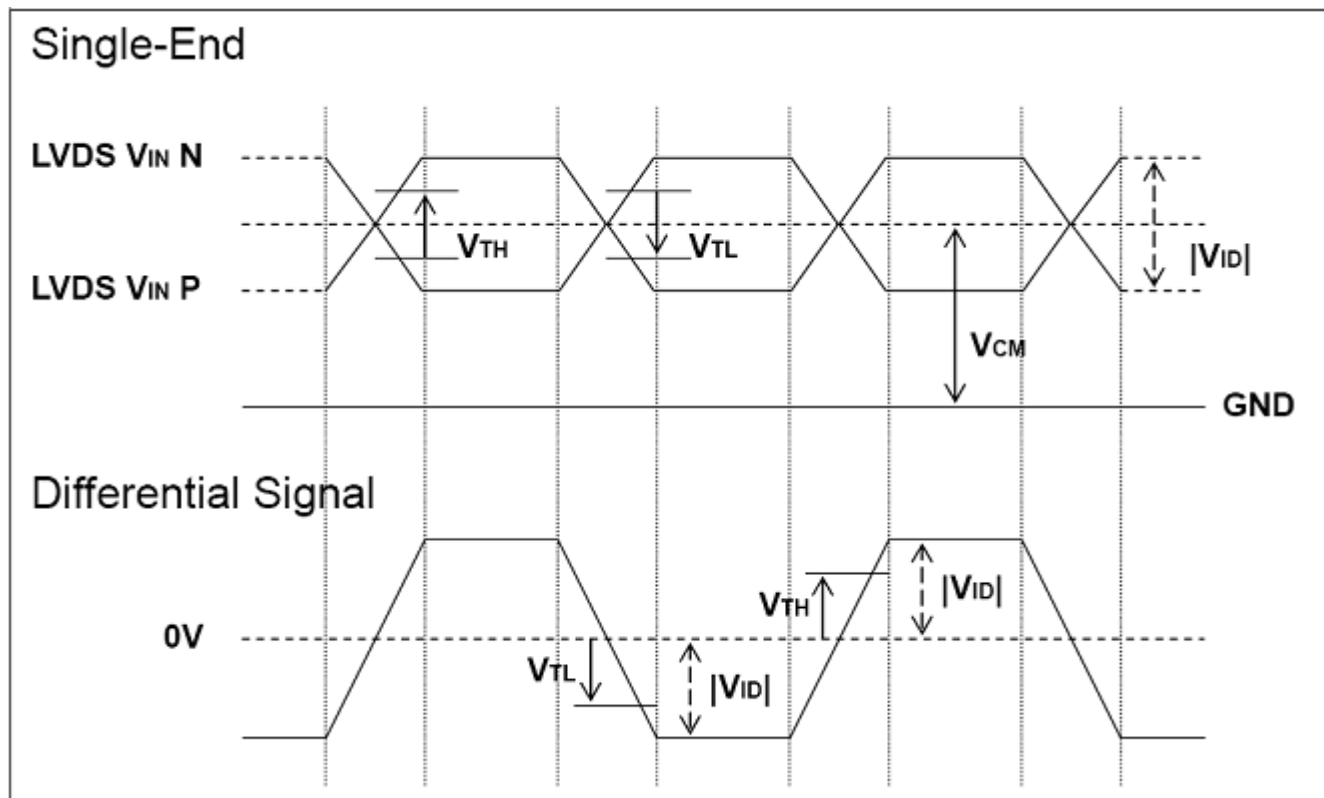 Single-End
LVDS VIN N
VTH
VTL
|VID|
LVDS VIN P
VCM
GND
Differential Signal
VTH
|VID|
0V
VTL
|VID|